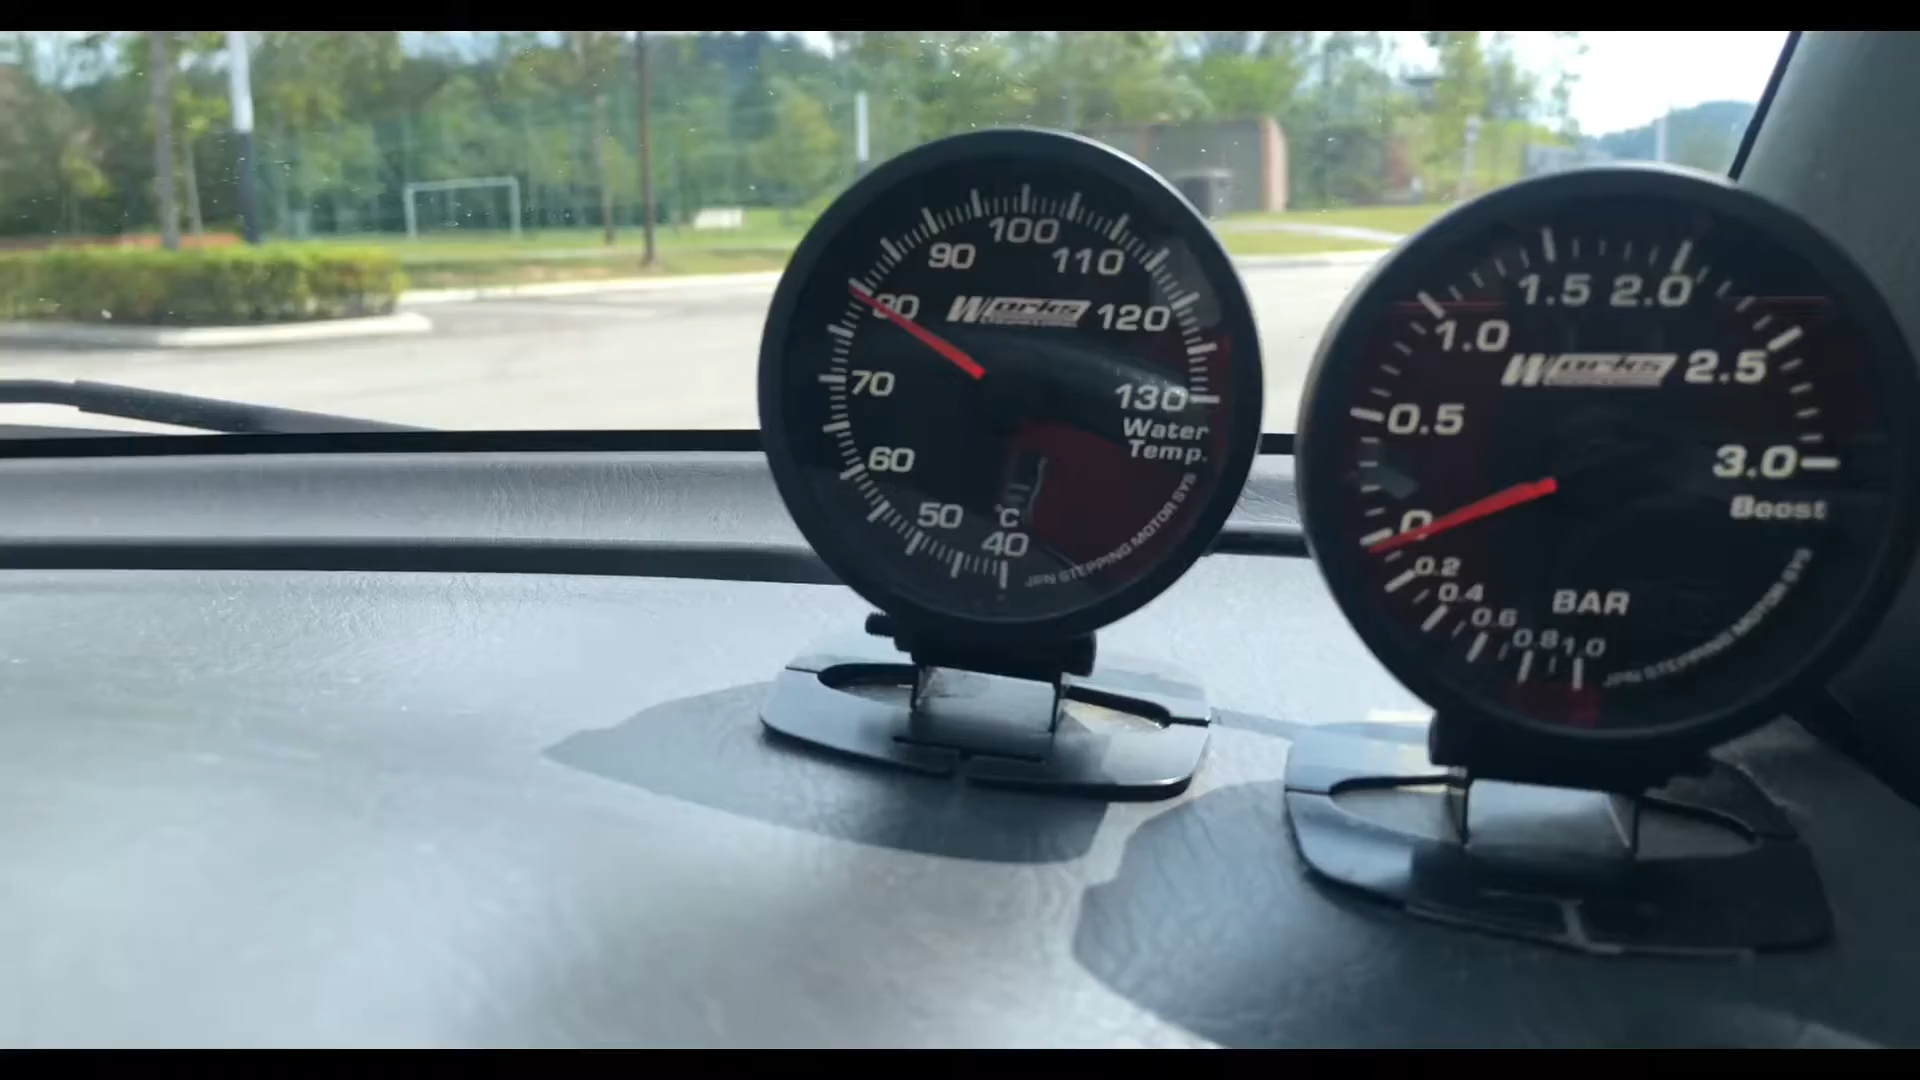 100
90
110
80
Works
120
70
130
Water
Temp.
60
50
°C
40
JPN STEPPING MOTOR SYS
1.5
2.0
1.0
Works
2.5
0.5
3.0
Boost
0
0.2
0.4
BAR
0.6
0.8
1.0
JPN STEPPING MOTOR SYS